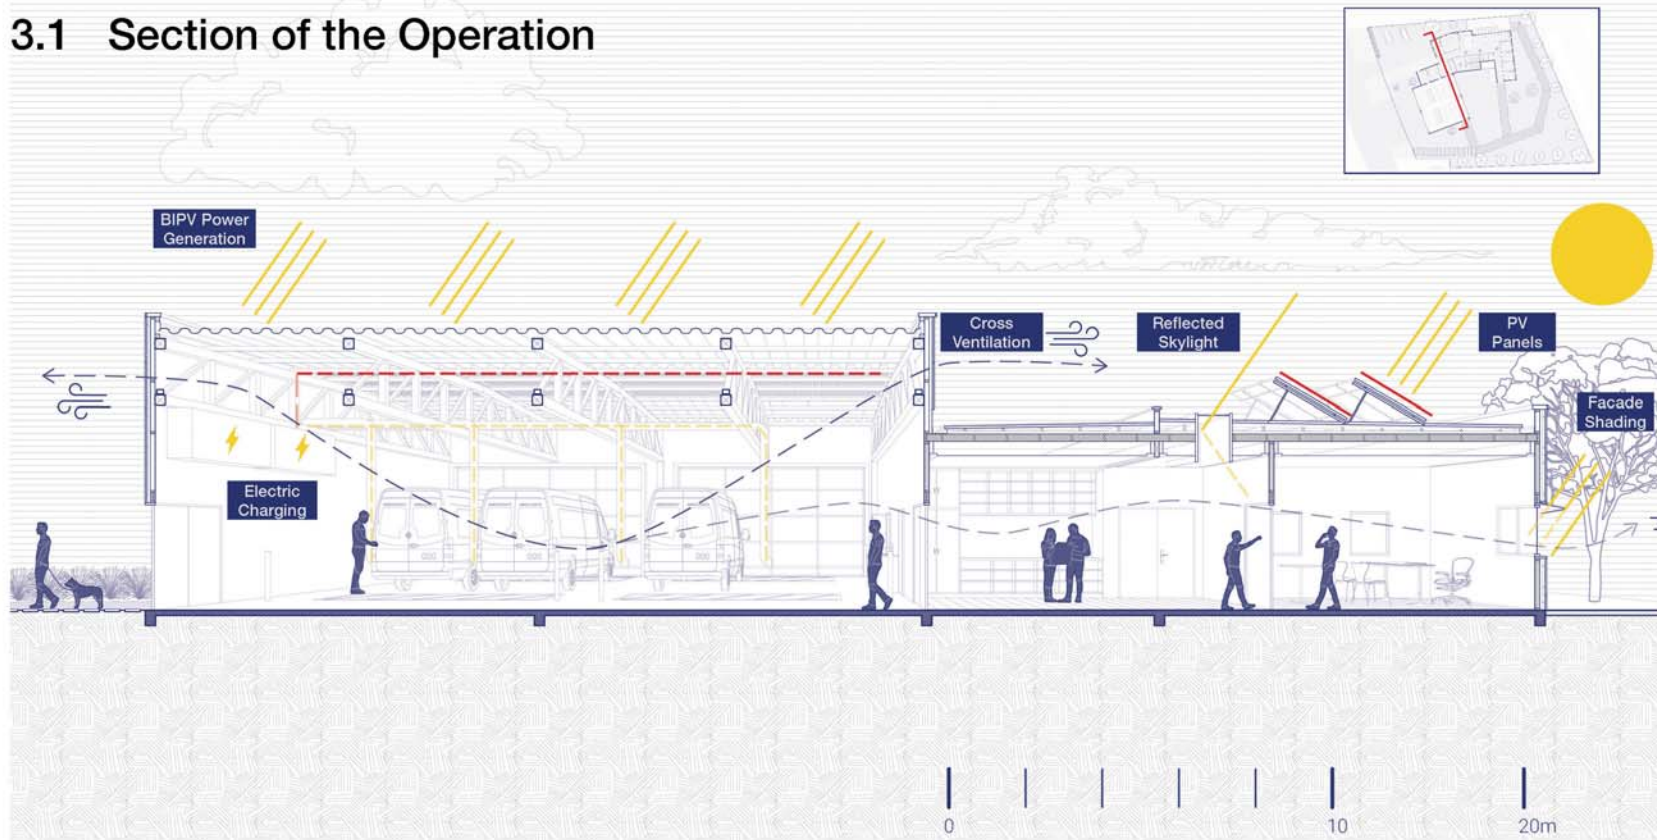 3.1 Section of the Operation
BIPV Power
Generation
Cross
Ventilation
Reflected
Skylight
PV
Panels
Facade
Shading
Electric
Charging
0
10
20m